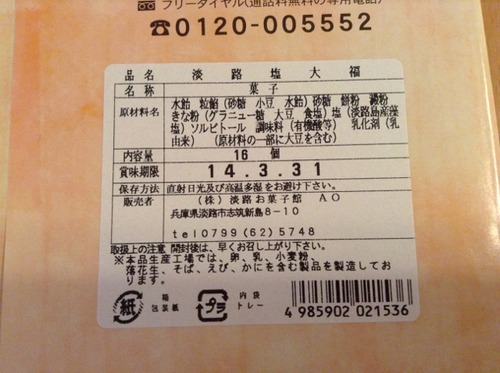 フリーダイヤル(通話料無料の専用電話)
☎0120-005552
品名 淡路塩大福
名称 菓子
原材料名 水飴 粒餡(砂糖 小豆 水飴)砂糖 餅粉 澱粉
きな粉(グラニュー糖 大豆 食塩)塩(淡路島産藻
塩)ソルビトール 調味料(有機酸等) 乳化剤(乳
由来) (原材料の一部に大豆を含む)
内容量 16個
賞味期限 14.3.31
保存方法 直射日光及び高温多湿をお避け下さい。
販売者 (株)淡路お菓子館 AO
兵庫県淡路市志筑新島8-10
tel0799(62)5748
取扱上の注意 開封後は、早くお召し上がり下さい。
※本品生産工場では、卵、乳、小麦粉、
落花生、そば、えび、かにを含む製品を製造してお
ります。
紙 箱 包装紙
プラ 内袋 トレー
4 985902 021536